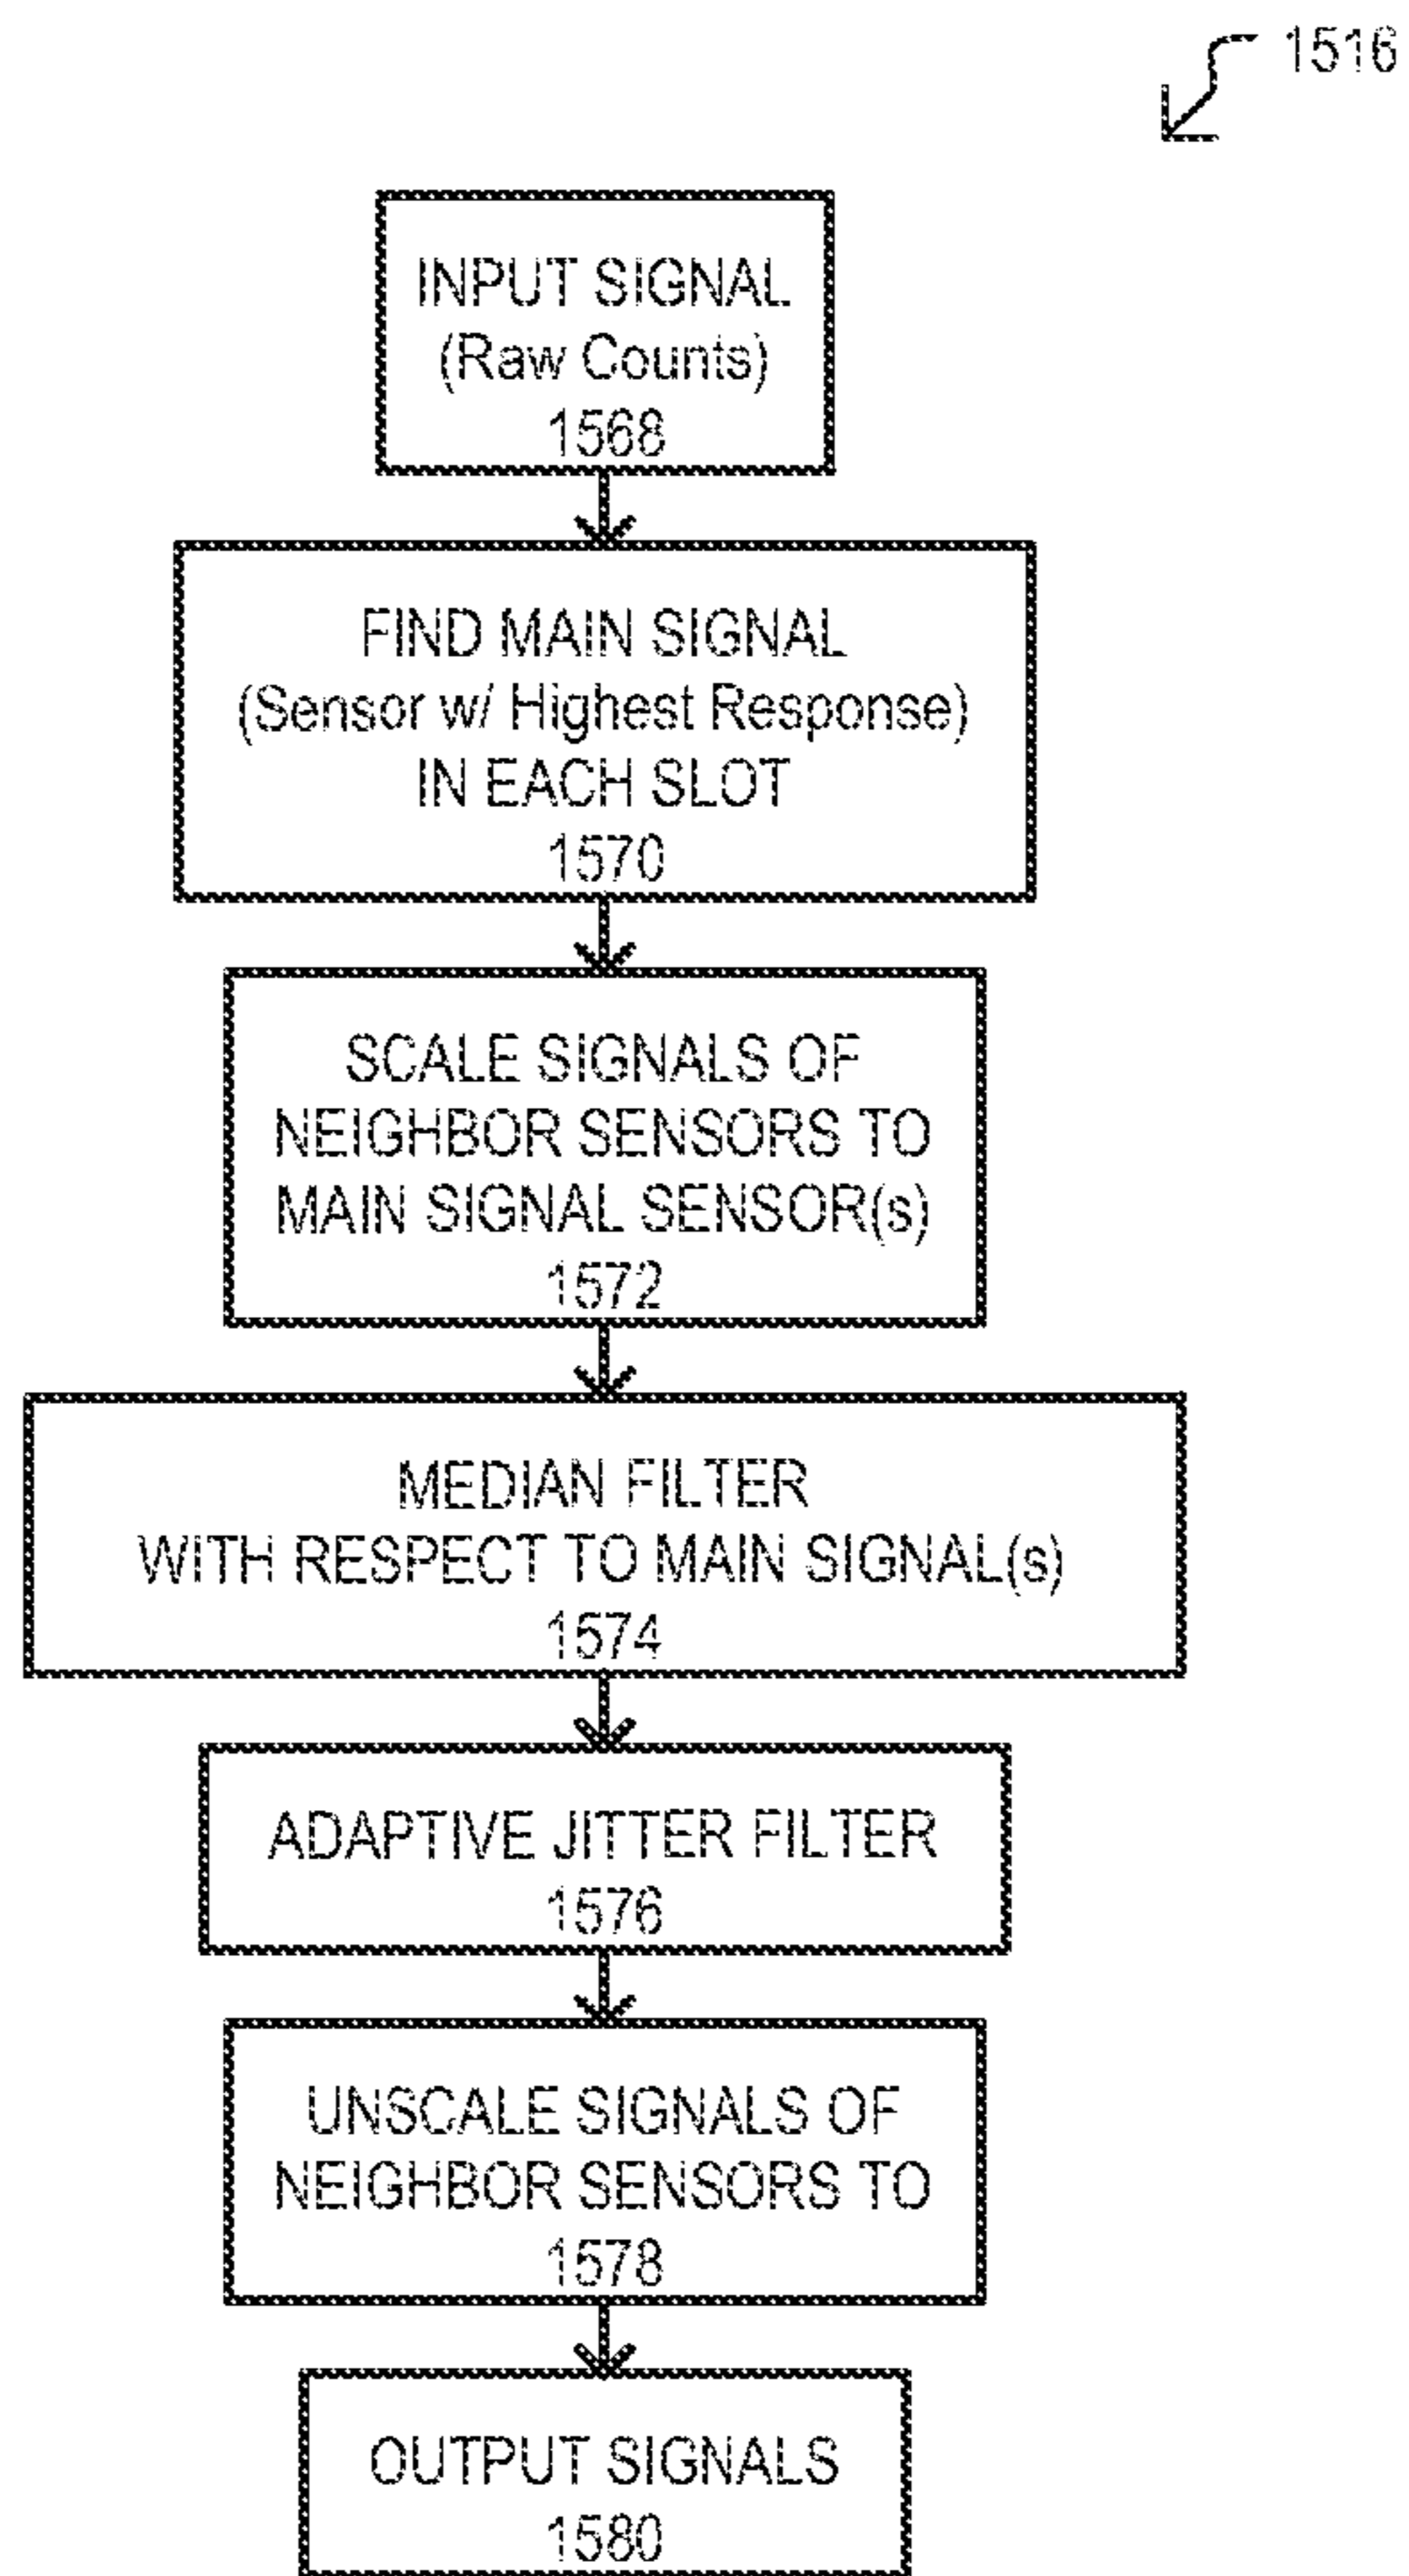 1516
INPUT SIGNAL
(Raw Counts)
1568
FIND MAIN SIGNAL
(Sensor w/ Highest Response)
IN EACH SLOT
1570
SCALE SIGNALS OF
NEIGHBOR SENSORS TO
MAIN SIGNAL SENSOR(s)
1572
MEDIAN FILTER
WITH RESPECT TO MAIN SIGNAL(s)
1574
ADAPTIVE JITTER FILTER
1576
UNSCALE SIGNALS OF
NEIGHBOR SENSORS TO
1578
OUTPUT SIGNALS
1580